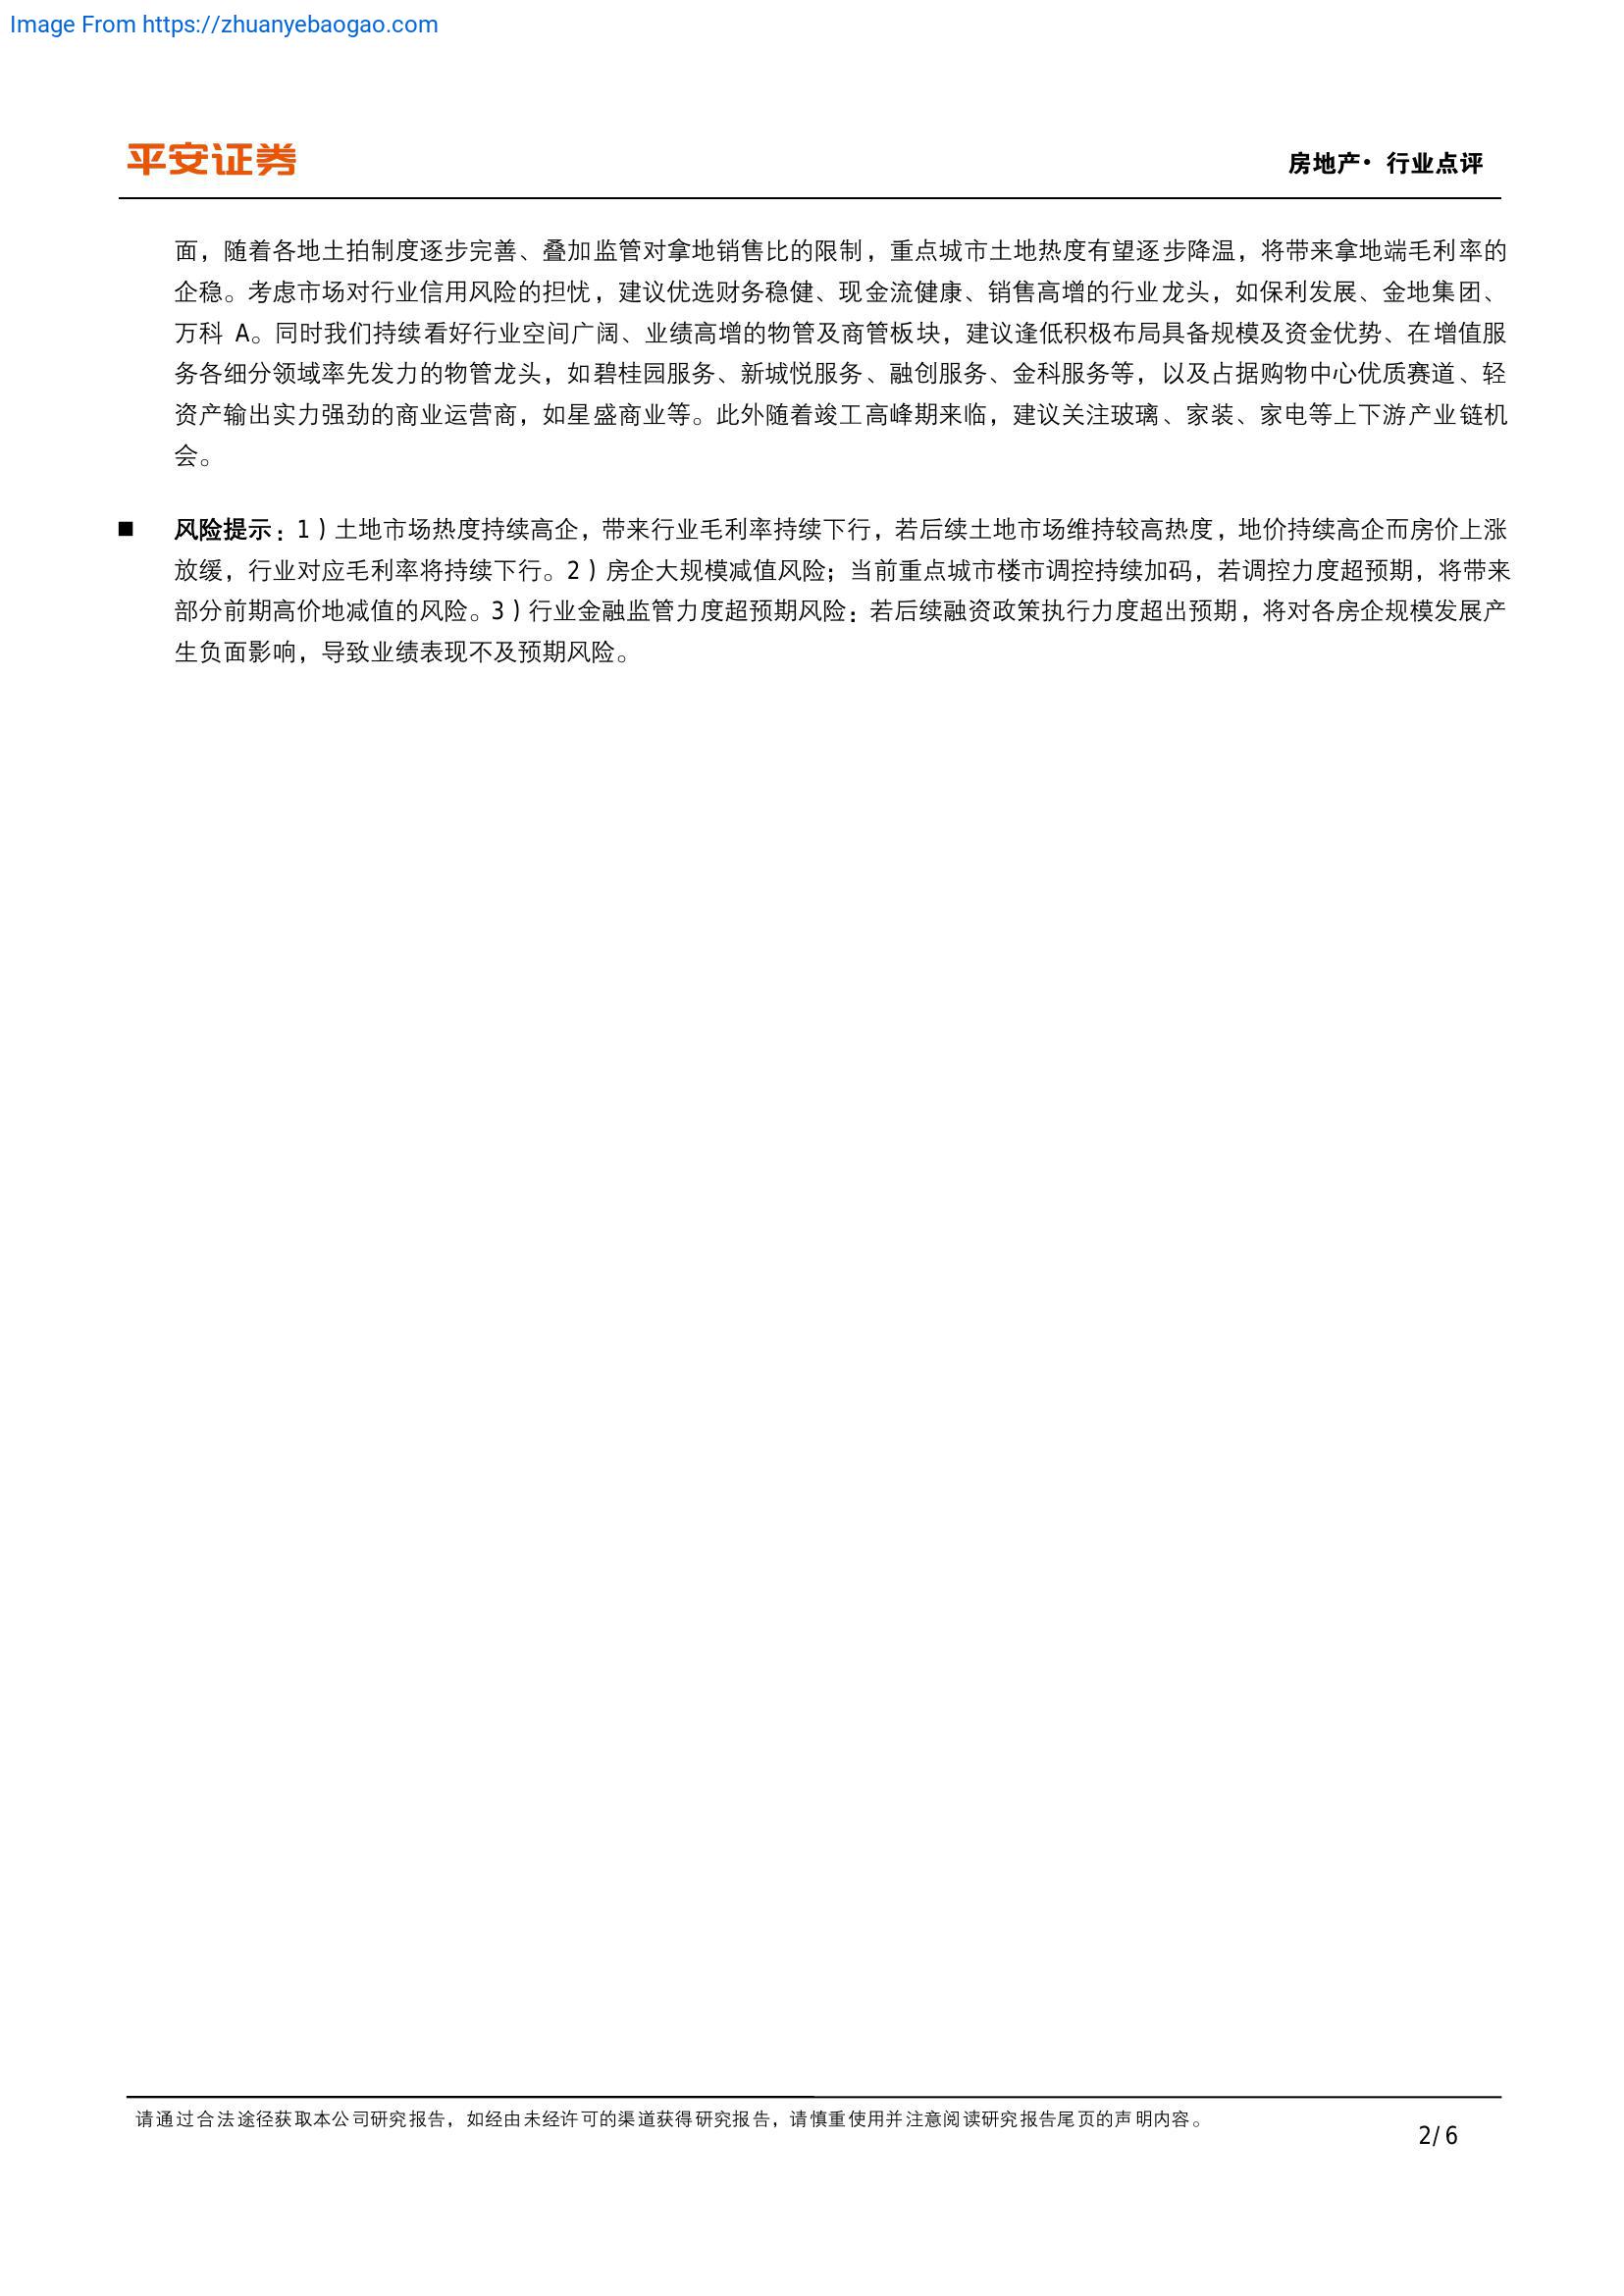 Image From https://zhuanyebaogao.com
平安证券
房地产· 行业点评
面，随着各地土拍制度逐步完善、叠加监管对拿地销售比的限制，重点城市土地热度有望逐步降温，将带来拿地端毛利率的
企稳。考虑市场对行业信用风险的担忧，建议优选财务稳健、现金流健康、销售高增的行业龙头，如保利发展、金地集团、
万科 A。同时我们持续看好行业空间广阔、业绩高增的物管及商管板块，建议逢低积极布局具备规模及资金优势、在增值服
务各细分领域率先发力的物管龙头，如碧桂园服务、新城悦服务、融创服务、金科服务等，以及占据购物中心优质赛道、轻
资产输出实力强劲的商业运营商，如星盛商业等。此外随着竣工高峰期来临，建议关注玻璃、家装、家电等上下游产业链机
会。
■ 风险提示：1）土地市场热度持续高企，带来行业毛利率持续下行，若后续土地市场维持较高热度，地价持续高企而房价上涨
放缓，行业对应毛利率将持续下行。2）房企大规模减值风险；当前重点城市楼市调控持续加码，若调控力度超预期，将带来
部分前期高价地减值的风险。3）行业金融监管力度超预期风险：若后续融资政策执行力度超出预期，将对各房企规模发展产
生负面影响，导致业绩表现不及预期风险。
请通过合法途径获取本公司研究报告，如经由未经许可的渠道获得研究报告，请慎重使用并注意阅读研究报告尾页的声明内容。
2/ 6